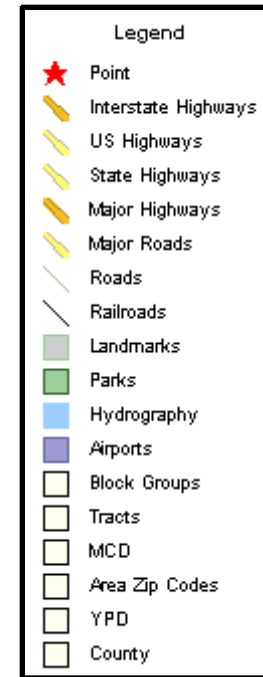 Legend
Point
Interstate Highways
US Highways
State Highways
Major Highways
Major Roads
Roads
Railroads
Landmarks
Parks
Hydrography
Airports
Block Groups
Tracts
MCD
Area Zip Codes
YPD
County